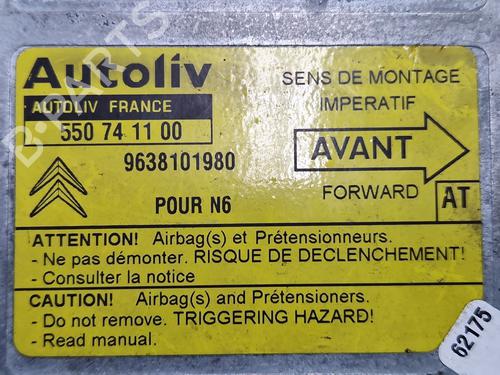 Autoliv
AUTOLIV FRANCE
550 74 11 00
9638101980
POUR N6
SENS DE MONTAGE
IMPERATIF
AVANT
FORWARD
AT
ATTENTION! Airbag(s) et Prétensionneurs.
- Ne pas démonter. RISQUE DE DECLENCHEMENT!
- Consulter la notice
CAUTION! Airbag(s) and Prétensioners.
- Do not remove. TRIGGERING HAZARD!
- Read manual.
62175
B-PARTS